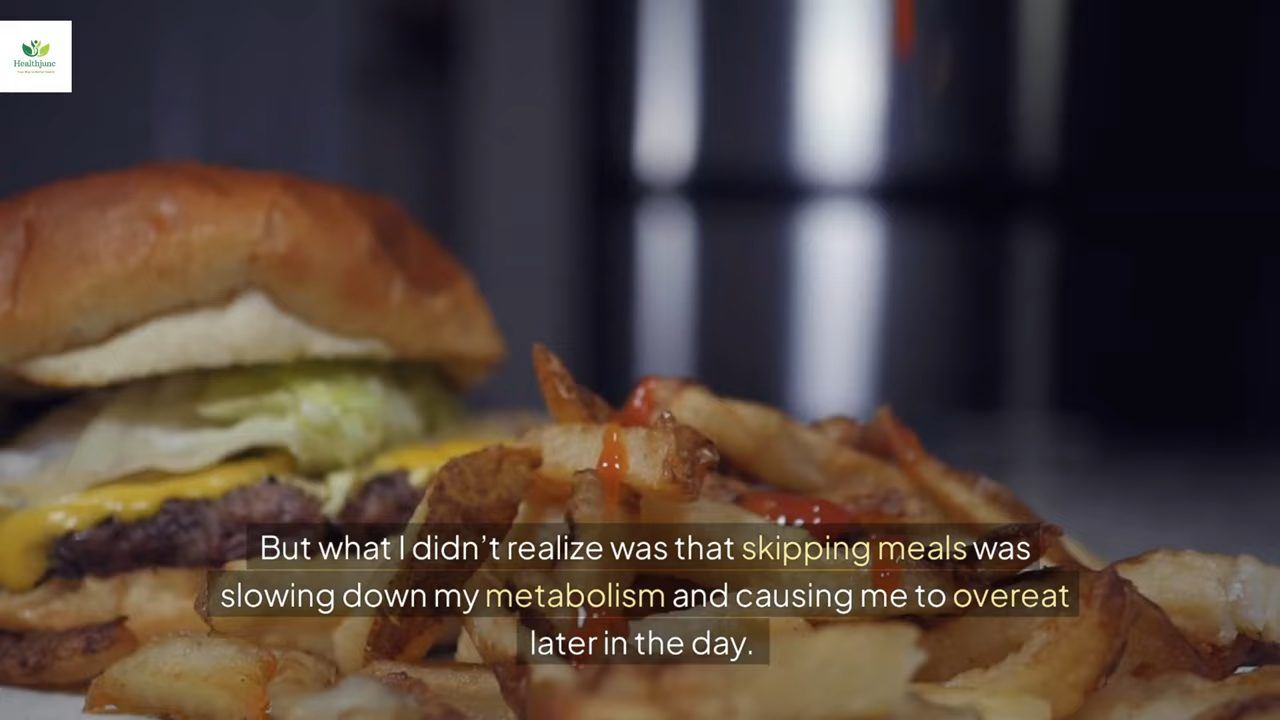 Healthjunc
But what I didn’t realize was that skipping meals was
slowing down my metabolism and causing me to overeat
later in the day.